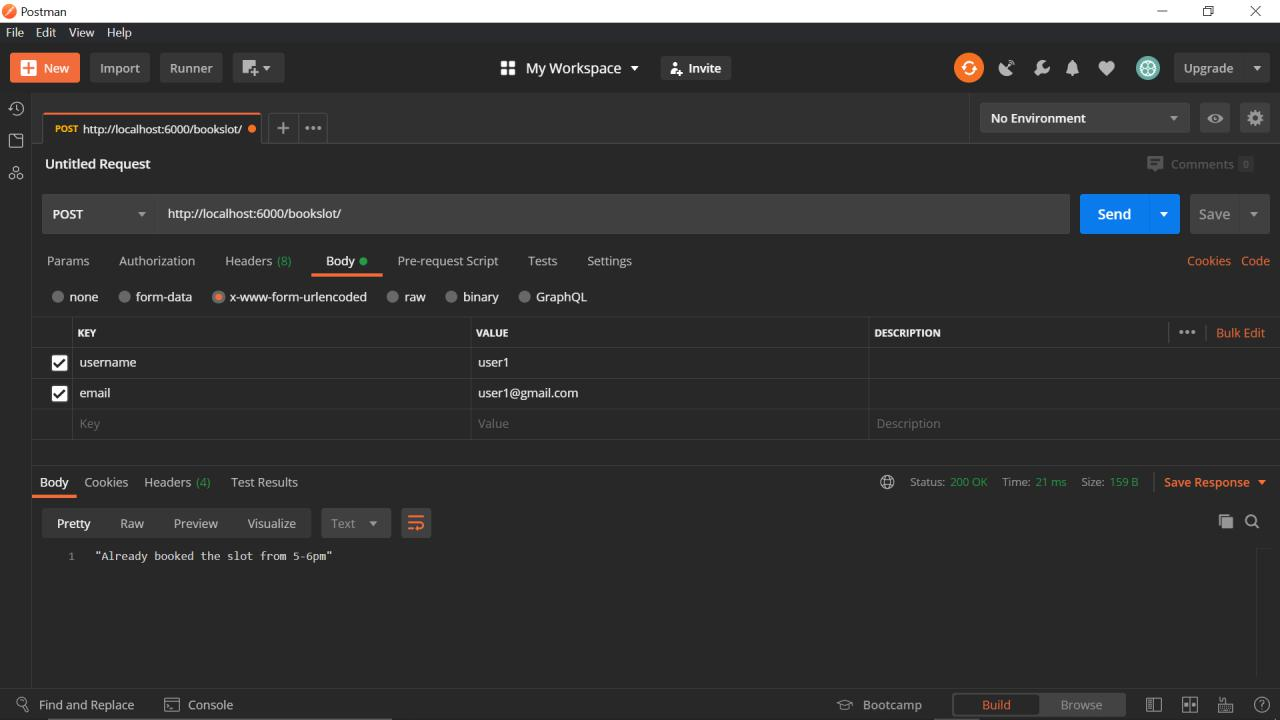 Postman
File Edit View Help
New Import Runner My Workspace Invite Upgrade
POST http://localhost:6000/bookslot/ No Environment
Untitled Request Comments 0
POST http://localhost:6000/bookslot/ Send Save
Params Authorization Headers (8) Body Pre-request Script Tests Settings Cookies Code
none form-data x-www-form-urlencoded raw binary GraphQL
KEY VALUE DESCRIPTION Bulk Edit
username user1
email user1@gmail.com
Key Value Description
Body Cookies Headers (4) Test Results Status: 200 OK Time: 21 ms Size: 159 B Save Response
Pretty Raw Preview Visualize Text
1 "Already booked the slot from 5-6pm"
Find and Replace Console Bootcamp Build Browse